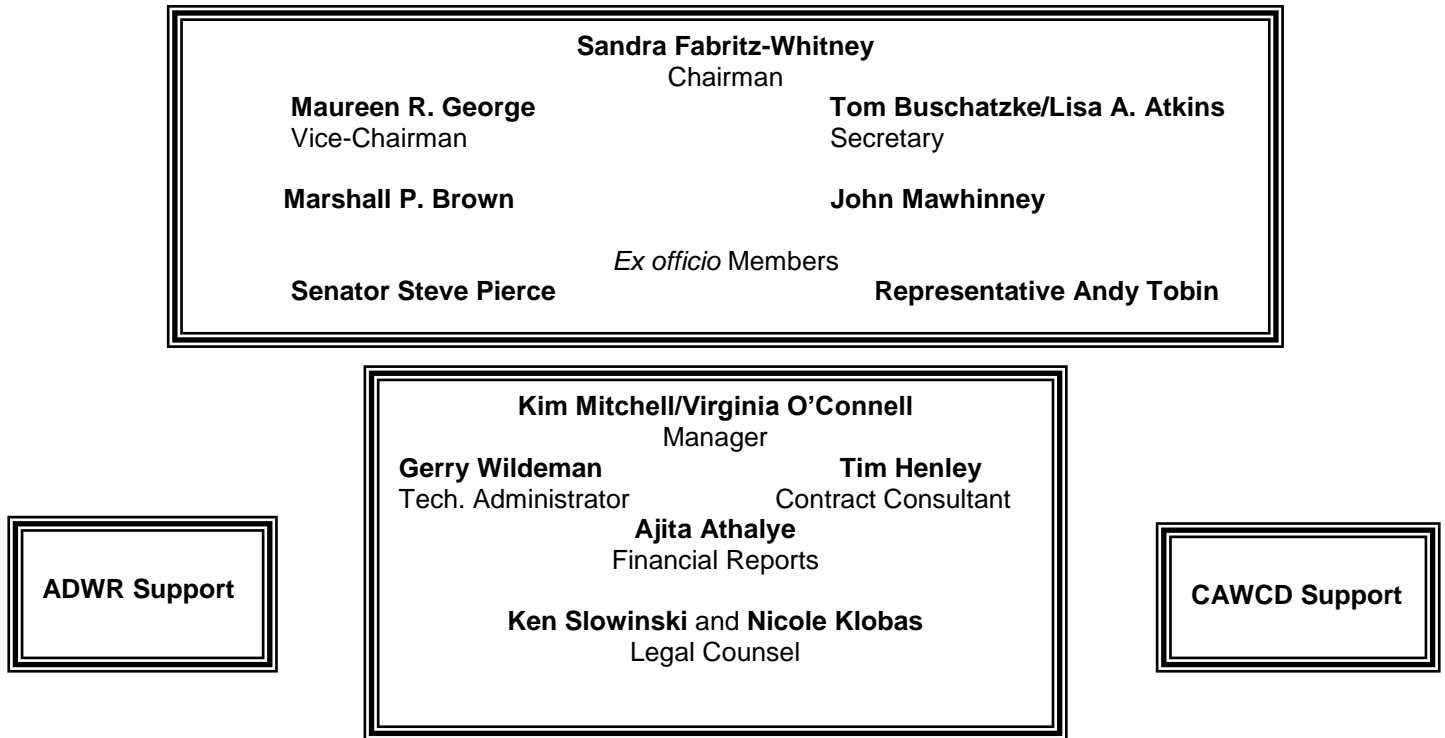 Sandra Fabritz-Whitney
Chairman
Maureen R. George Tom Buschatzke/Lisa A. Atkins
Vice-Chairman Secretary
Marshall P. Brown John Mawhinney
Ex officio Members
Senator Steve Pierce Representative Andy Tobin
Kim Mitchell/Virginia O’Connell
Manager
Gerry Wildeman Tim Henley
Tech. Administrator Contract Consultant
Ajita Athalye
Financial Reports
Ken Slowinski and Nicole Klobas
Legal Counsel
ADWR Support
CAWCD Support